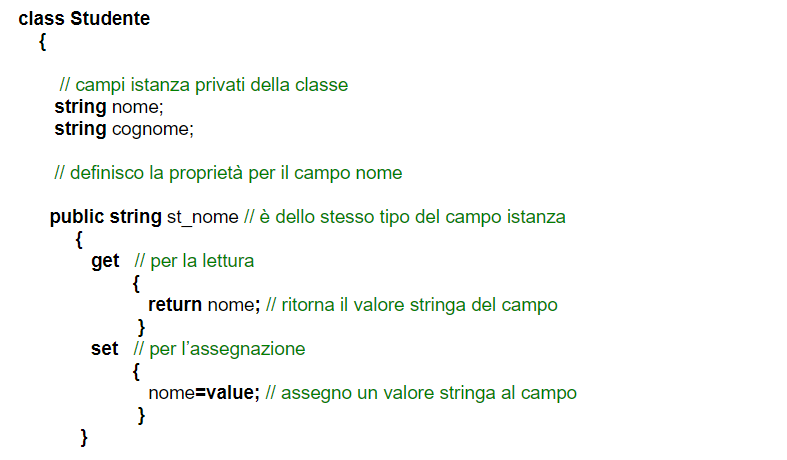 class Studente
{
// campi istanza privati della classe
string nome;
string cognome;
// definisco la proprietà per il campo nome
public string st_nome // è dello stesso tipo del campo istanza
{
get // per la lettura
{
return nome; // ritorna il valore stringa del campo
}
set // per l’assegnazione
{
nome=value; // assegno un valore stringa al campo
}
}